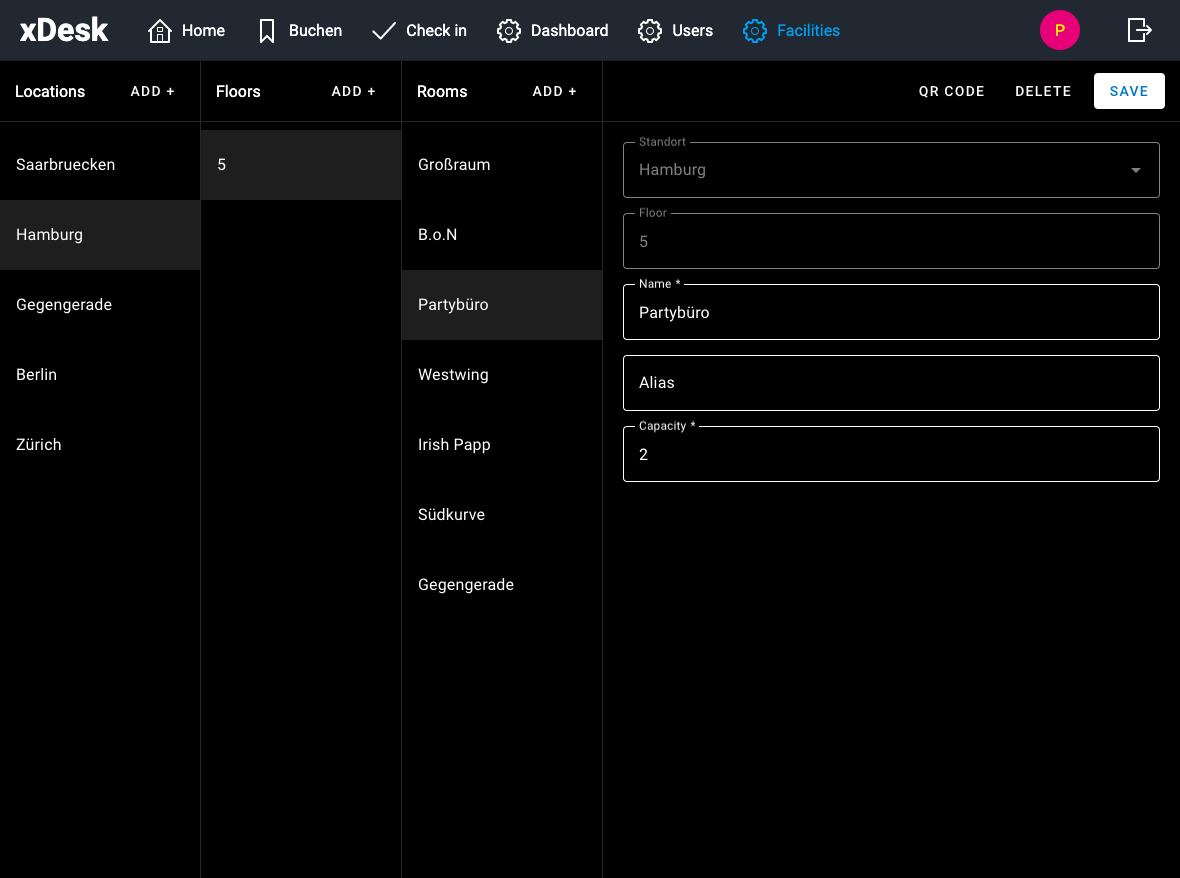 xDesk
Home
Buchen
Check in
Dashboard
Users
Facilities
P
Locations
ADD +
Floors
ADD +
Rooms
ADD +
QR CODE
DELETE
SAVE
Saarbruecken
Hamburg
Gegengerade
Berlin
Zürich
5
Großraum
B.o.N
Partybüro
Westwing
Irish Papp
Südkurve
Gegengerade
Standort
Hamburg
Floor
5
Name *
Partybüro
Alias
Capacity *
2